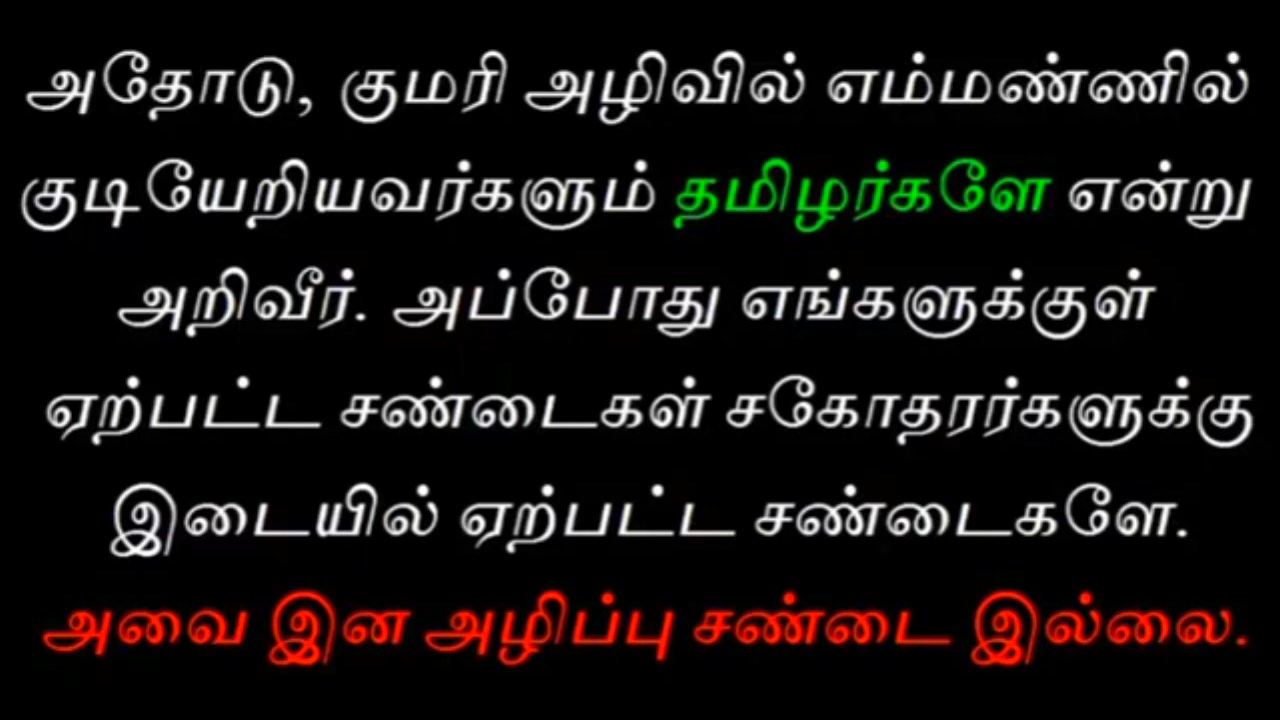 அதோடு, குமரி அழிவில் எம்மண்ணில்
குடியேறியவர்களும் தமிழர்களே என்று
அறிவீர். அப்போது எங்களுக்குள்
ஏற்பட்ட சண்டைகள் சகோதரர்களுக்கு
இடையில் ஏற்பட்ட சண்டைகளே.
அவை இன அழிப்பு சண்டை இல்லை.